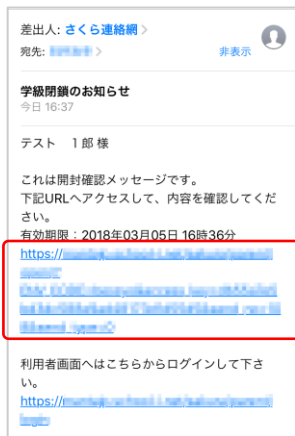 差出人: さくら連絡網 >
宛先: >
非表示
学級閉鎖のお知らせ
今日 16:37
テスト 1郎 様
これは開封確認メッセージです。
下記URLへアクセスして、内容を確認してくだ
さい。
有効期限：2018年03月05日 16時36分
https://
利用者画面へはこちらからログインして下さ
い。
https://